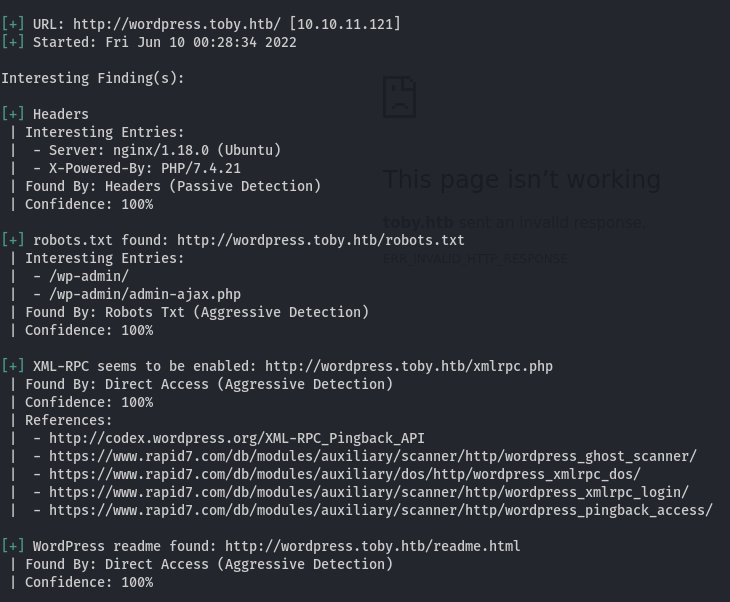 [+] URL: http://wordpress.toby.htb/ [10.10.11.121]
[+] Started: Fri Jun 10 00:28:34 2022
Interesting Finding(s):
[+] Headers
| Interesting Entries:
|  - Server: nginx/1.18.0 (Ubuntu)
|  - X-Powered-By: PHP/7.4.21
| Found By: Headers (Passive Detection)
| Confidence: 100%
This page isn’t working
toby.htb sent an invalid response.
ERR_INVALID_HTTP_RESPONSE
[+] robots.txt found: http://wordpress.toby.htb/robots.txt
| Interesting Entries:
|  - /wp-admin/
|  - /wp-admin/admin-ajax.php
| Found By: Robots Txt (Aggressive Detection)
| Confidence: 100%
[+] XML-RPC seems to be enabled: http://wordpress.toby.htb/xmlrpc.php
| Found By: Direct Access (Aggressive Detection)
| Confidence: 100%
| References:
|  - http://codex.wordpress.org/XML-RPC_Pingback_API
|  - https://www.rapid7.com/db/modules/auxiliary/scanner/http/wordpress_ghost_scanner/
|  - https://www.rapid7.com/db/modules/auxiliary/dos/http/wordpress_xmlrpc_dos/
|  - https://www.rapid7.com/db/modules/auxiliary/scanner/http/wordpress_xmlrpc_login/
|  - https://www.rapid7.com/db/modules/auxiliary/scanner/http/wordpress_pingback_access/
[+] WordPress readme found: http://wordpress.toby.htb/readme.html
| Found By: Direct Access (Aggressive Detection)
| Confidence: 100%